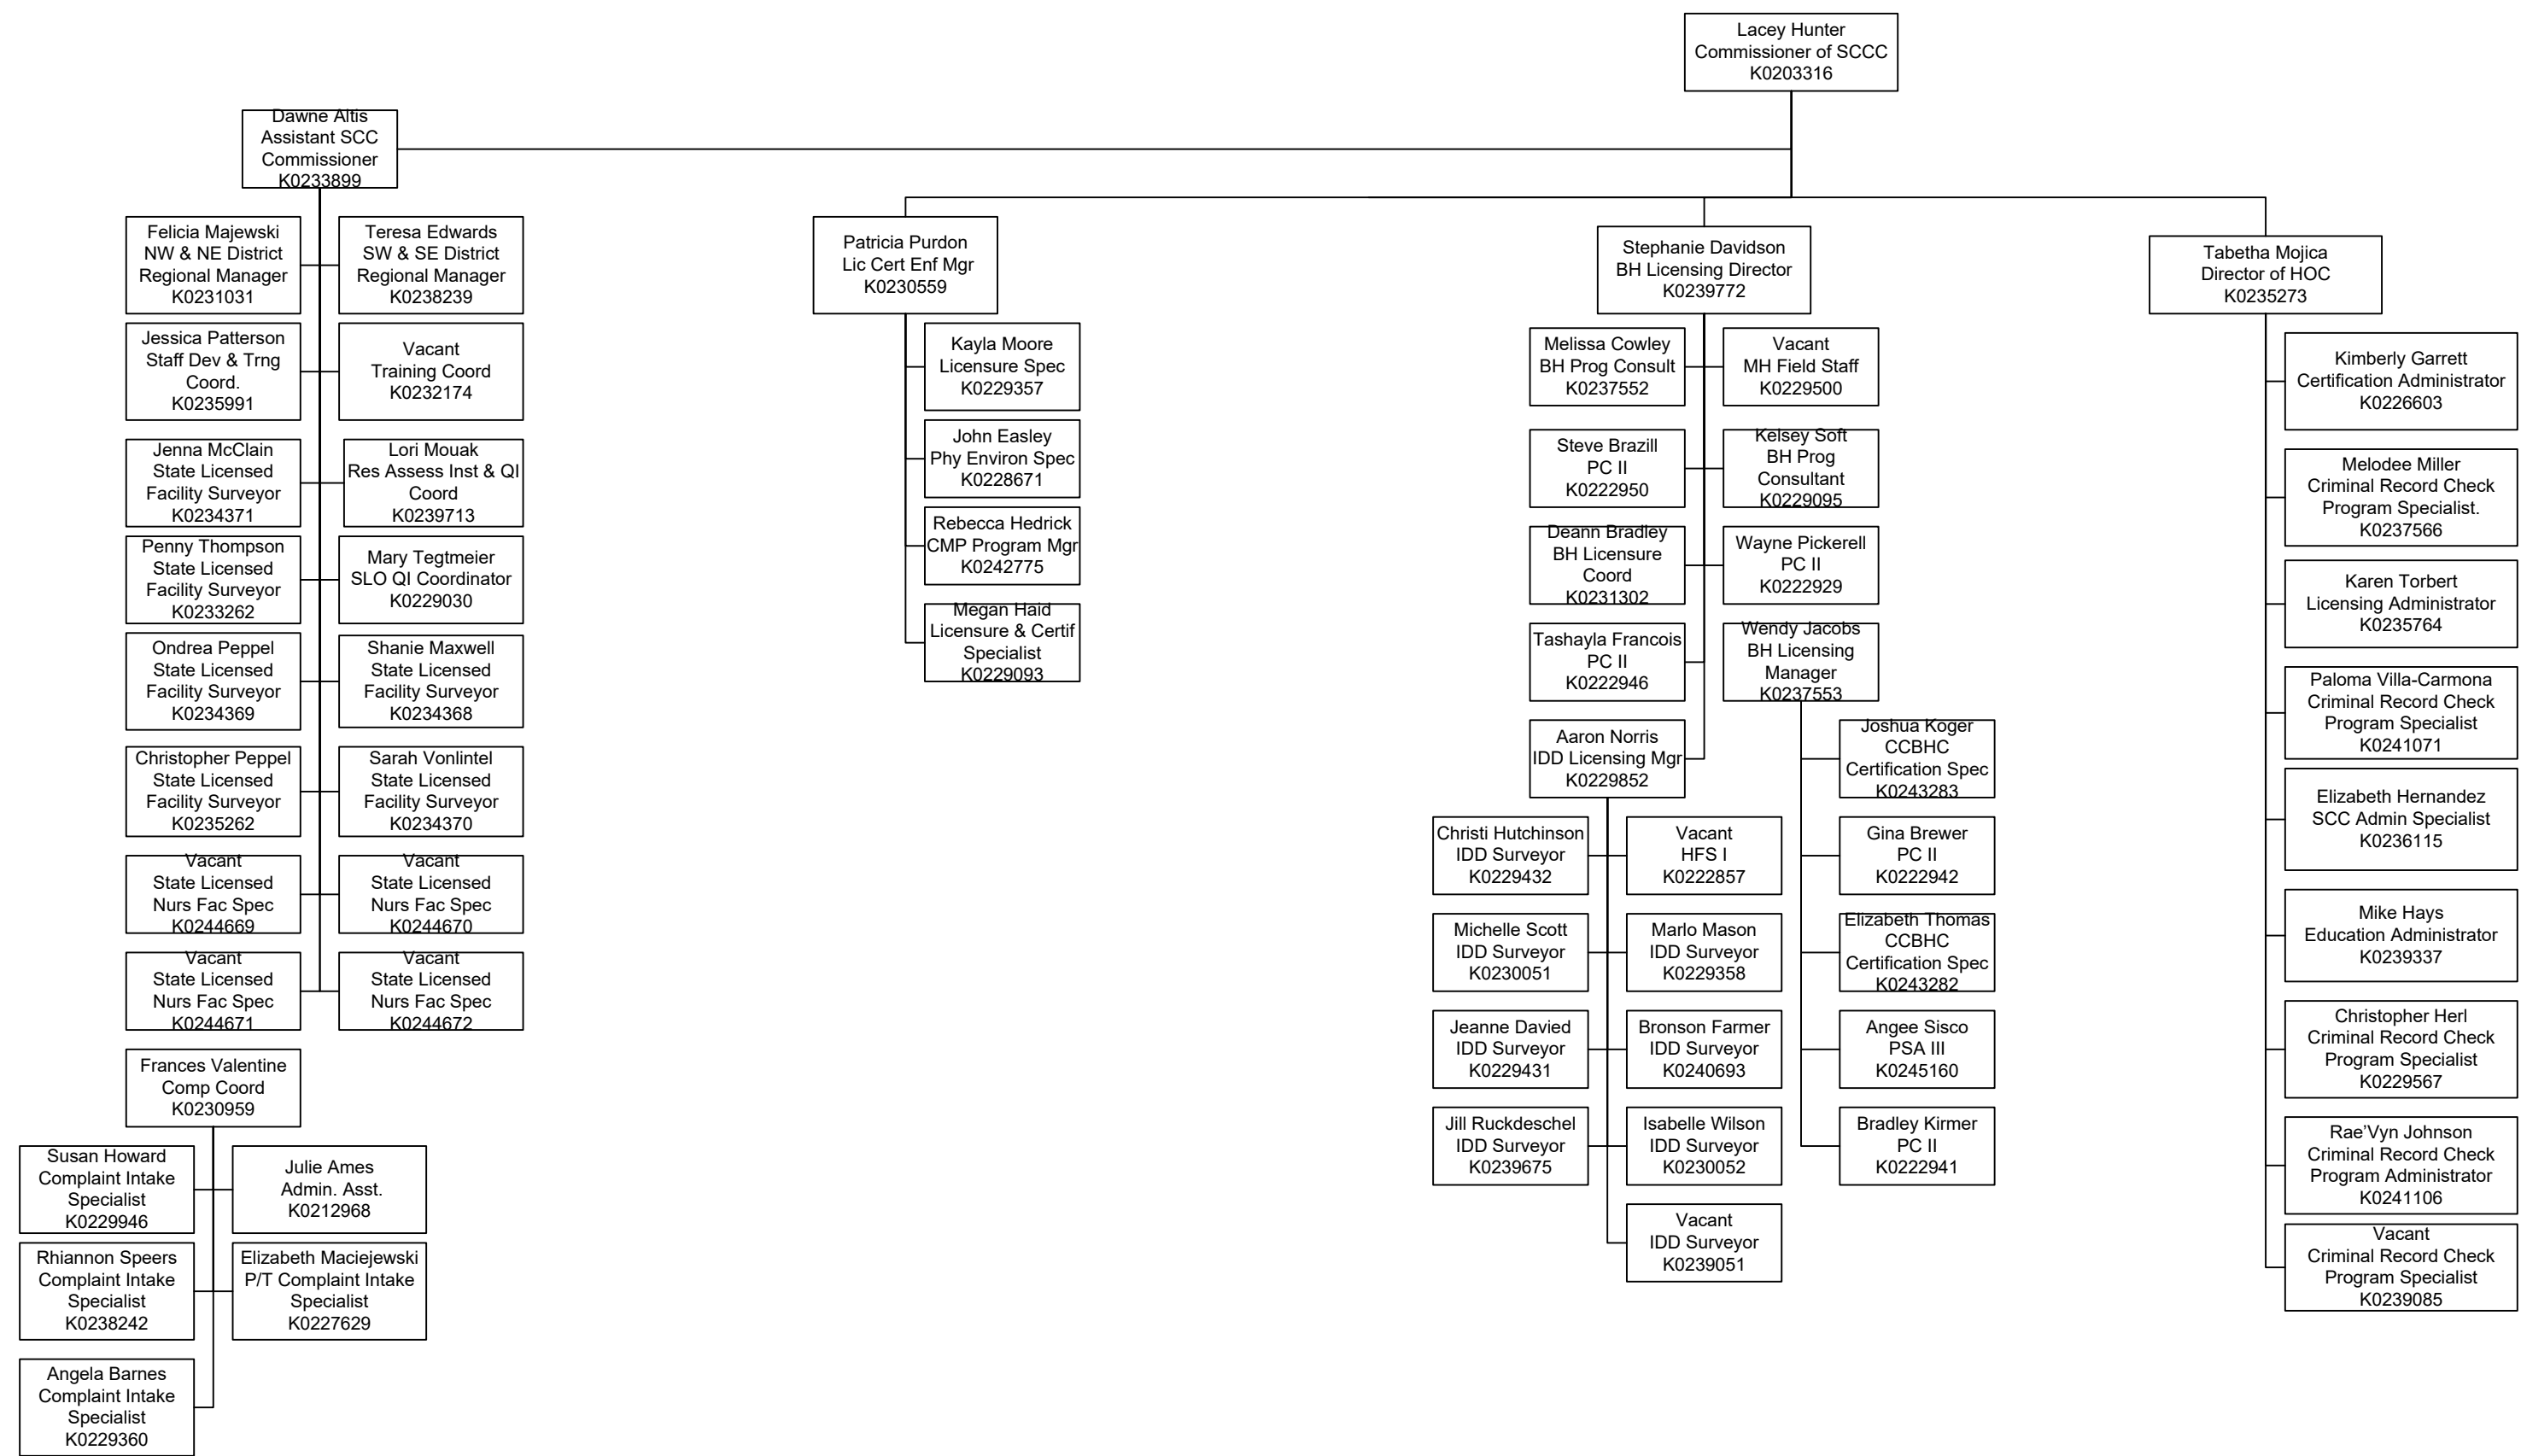 Lacey Hunter
Commissioner of SCCC
K0203316
Dawne Altis
Assistant SCC
Commissioner
K0233899
Felicia Majewski
NW & NE District
Regional Manager
K0231031
Teresa Edwards
SW & SE District
Regional Manager
K0238239
Jessica Patterson
Staff Dev & Trng
Coord.
K0235991
Vacant
Training Coord
K0232174
Jenna McClain
State Licensed
Facility Surveyor
K0234371
Lori Mouak
Res Assess Inst & QI
Coord
K0239713
Penny Thompson
State Licensed
Facility Surveyor
K0233262
Mary Tegtmeier
SLO QI Coordinator
K0229030
Ondrea Peppel
State Licensed
Facility Surveyor
K0234369
Shanie Maxwell
State Licensed
Facility Surveyor
K0234368
Christopher Peppel
State Licensed
Facility Surveyor
K0235262
Sarah Vonlintel
State Licensed
Facility Surveyor
K0234370
Vacant
State Licensed
Nurs Fac Spec
K0244669
Vacant
State Licensed
Nurs Fac Spec
K0244670
Vacant
State Licensed
Nurs Fac Spec
K0244671
Vacant
State Licensed
Nurs Fac Spec
K0244672
Frances Valentine
Comp Coord
K0230959
Susan Howard
Complaint Intake
Specialist
K0229946
Julie Ames
Admin. Asst.
K0212968
Rhiannon Speers
Complaint Intake
Specialist
K0238242
Elizabeth Maciejewski
P/T Complaint Intake
Specialist
K0227629
Angela Barnes
Complaint Intake
Specialist
K0229360
Patricia Purdon
Lic Cert Enf Mgr
K0230559
Kayla Moore
Licensure Spec
K0229357
John Easley
Phy Environ Spec
K0228671
Rebecca Hedrick
CMP Program Mgr
K0242775
Megan Haid
Licensure & Certif
Specialist
K0229093
Stephanie Davidson
BH Licensing Director
K0239772
Melissa Cowley
BH Prog Consult
K0237552
Vacant
MH Field Staff
K0229500
Steve Brazill
PC II
K0222950
Kelsey Soft
BH Prog
Consultant
K0229095
Deann Bradley
BH Licensure
Coord
K0231302
Wayne Pickerell
PC II
K0222929
Tashayla Francois
PC II
K0222946
Wendy Jacobs
BH Licensing
Manager
K0237553
Aaron Norris
IDD Licensing Mgr
K0229852
Christi Hutchinson
IDD Surveyor
K0229432
Vacant
HFS I
K0222857
Michelle Scott
IDD Surveyor
K0230051
Marlo Mason
IDD Surveyor
K0229358
Jeanne Davied
IDD Surveyor
K0229431
Bronson Farmer
IDD Surveyor
K0240693
Jill Ruckdeschel
IDD Surveyor
K0239675
Isabelle Wilson
IDD Surveyor
K0230052
Vacant
IDD Surveyor
K0239051
Joshua Koger
CCBHC
Certification Spec
K0243283
Gina Brewer
PC II
K0222942
Elizabeth Thomas
CCBHC
Certification Spec
K0243282
Angee Sisco
PSA III
K0245160
Bradley Kirmer
PC II
K0222941
Tabetha Mojica
Director of HOC
K0235273
Kimberly Garrett
Certification Administrator
K0226603
Melodee Miller
Criminal Record Check
Program Specialist.
K0237566
Karen Torbert
Licensing Administrator
K0235764
Paloma Villa-Carmona
Criminal Record Check
Program Specialist
K0241071
Elizabeth Hernandez
SCC Admin Specialist
K0236115
Mike Hays
Education Administrator
K0239337
Christopher Herl
Criminal Record Check
Program Specialist
K0229567
Rae’Vyn Johnson
Criminal Record Check
Program Administrator
K0241106
Vacant
Criminal Record Check
Program Specialist
K0239085